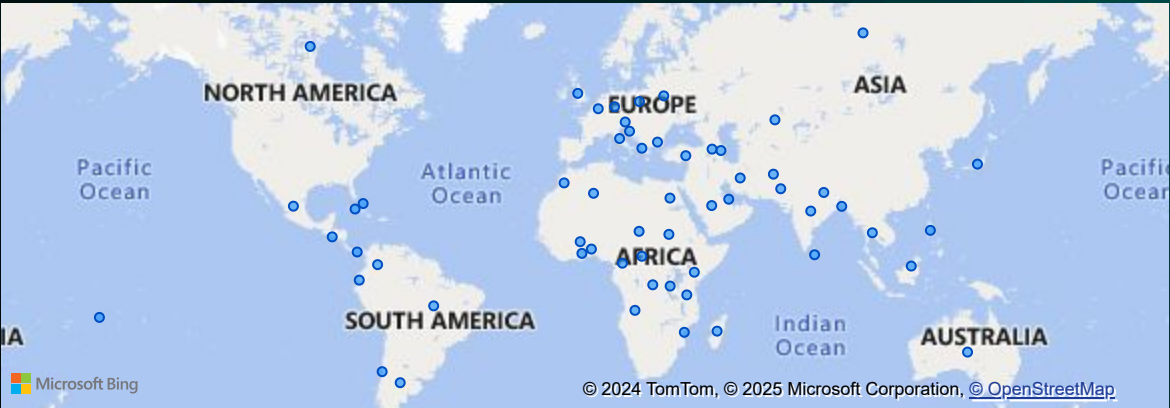 NORTH AMERICA
EUROPE
ASIA
Pacific
Ocean
Atlantic
Ocean
Pacific
Ocean
AFRICA
SOUTH AMERICA
Indian
Ocean
AUSTRALIA
IA
Microsoft Bing
© 2024 TomTom, © 2025 Microsoft Corporation, © OpenStreetMap